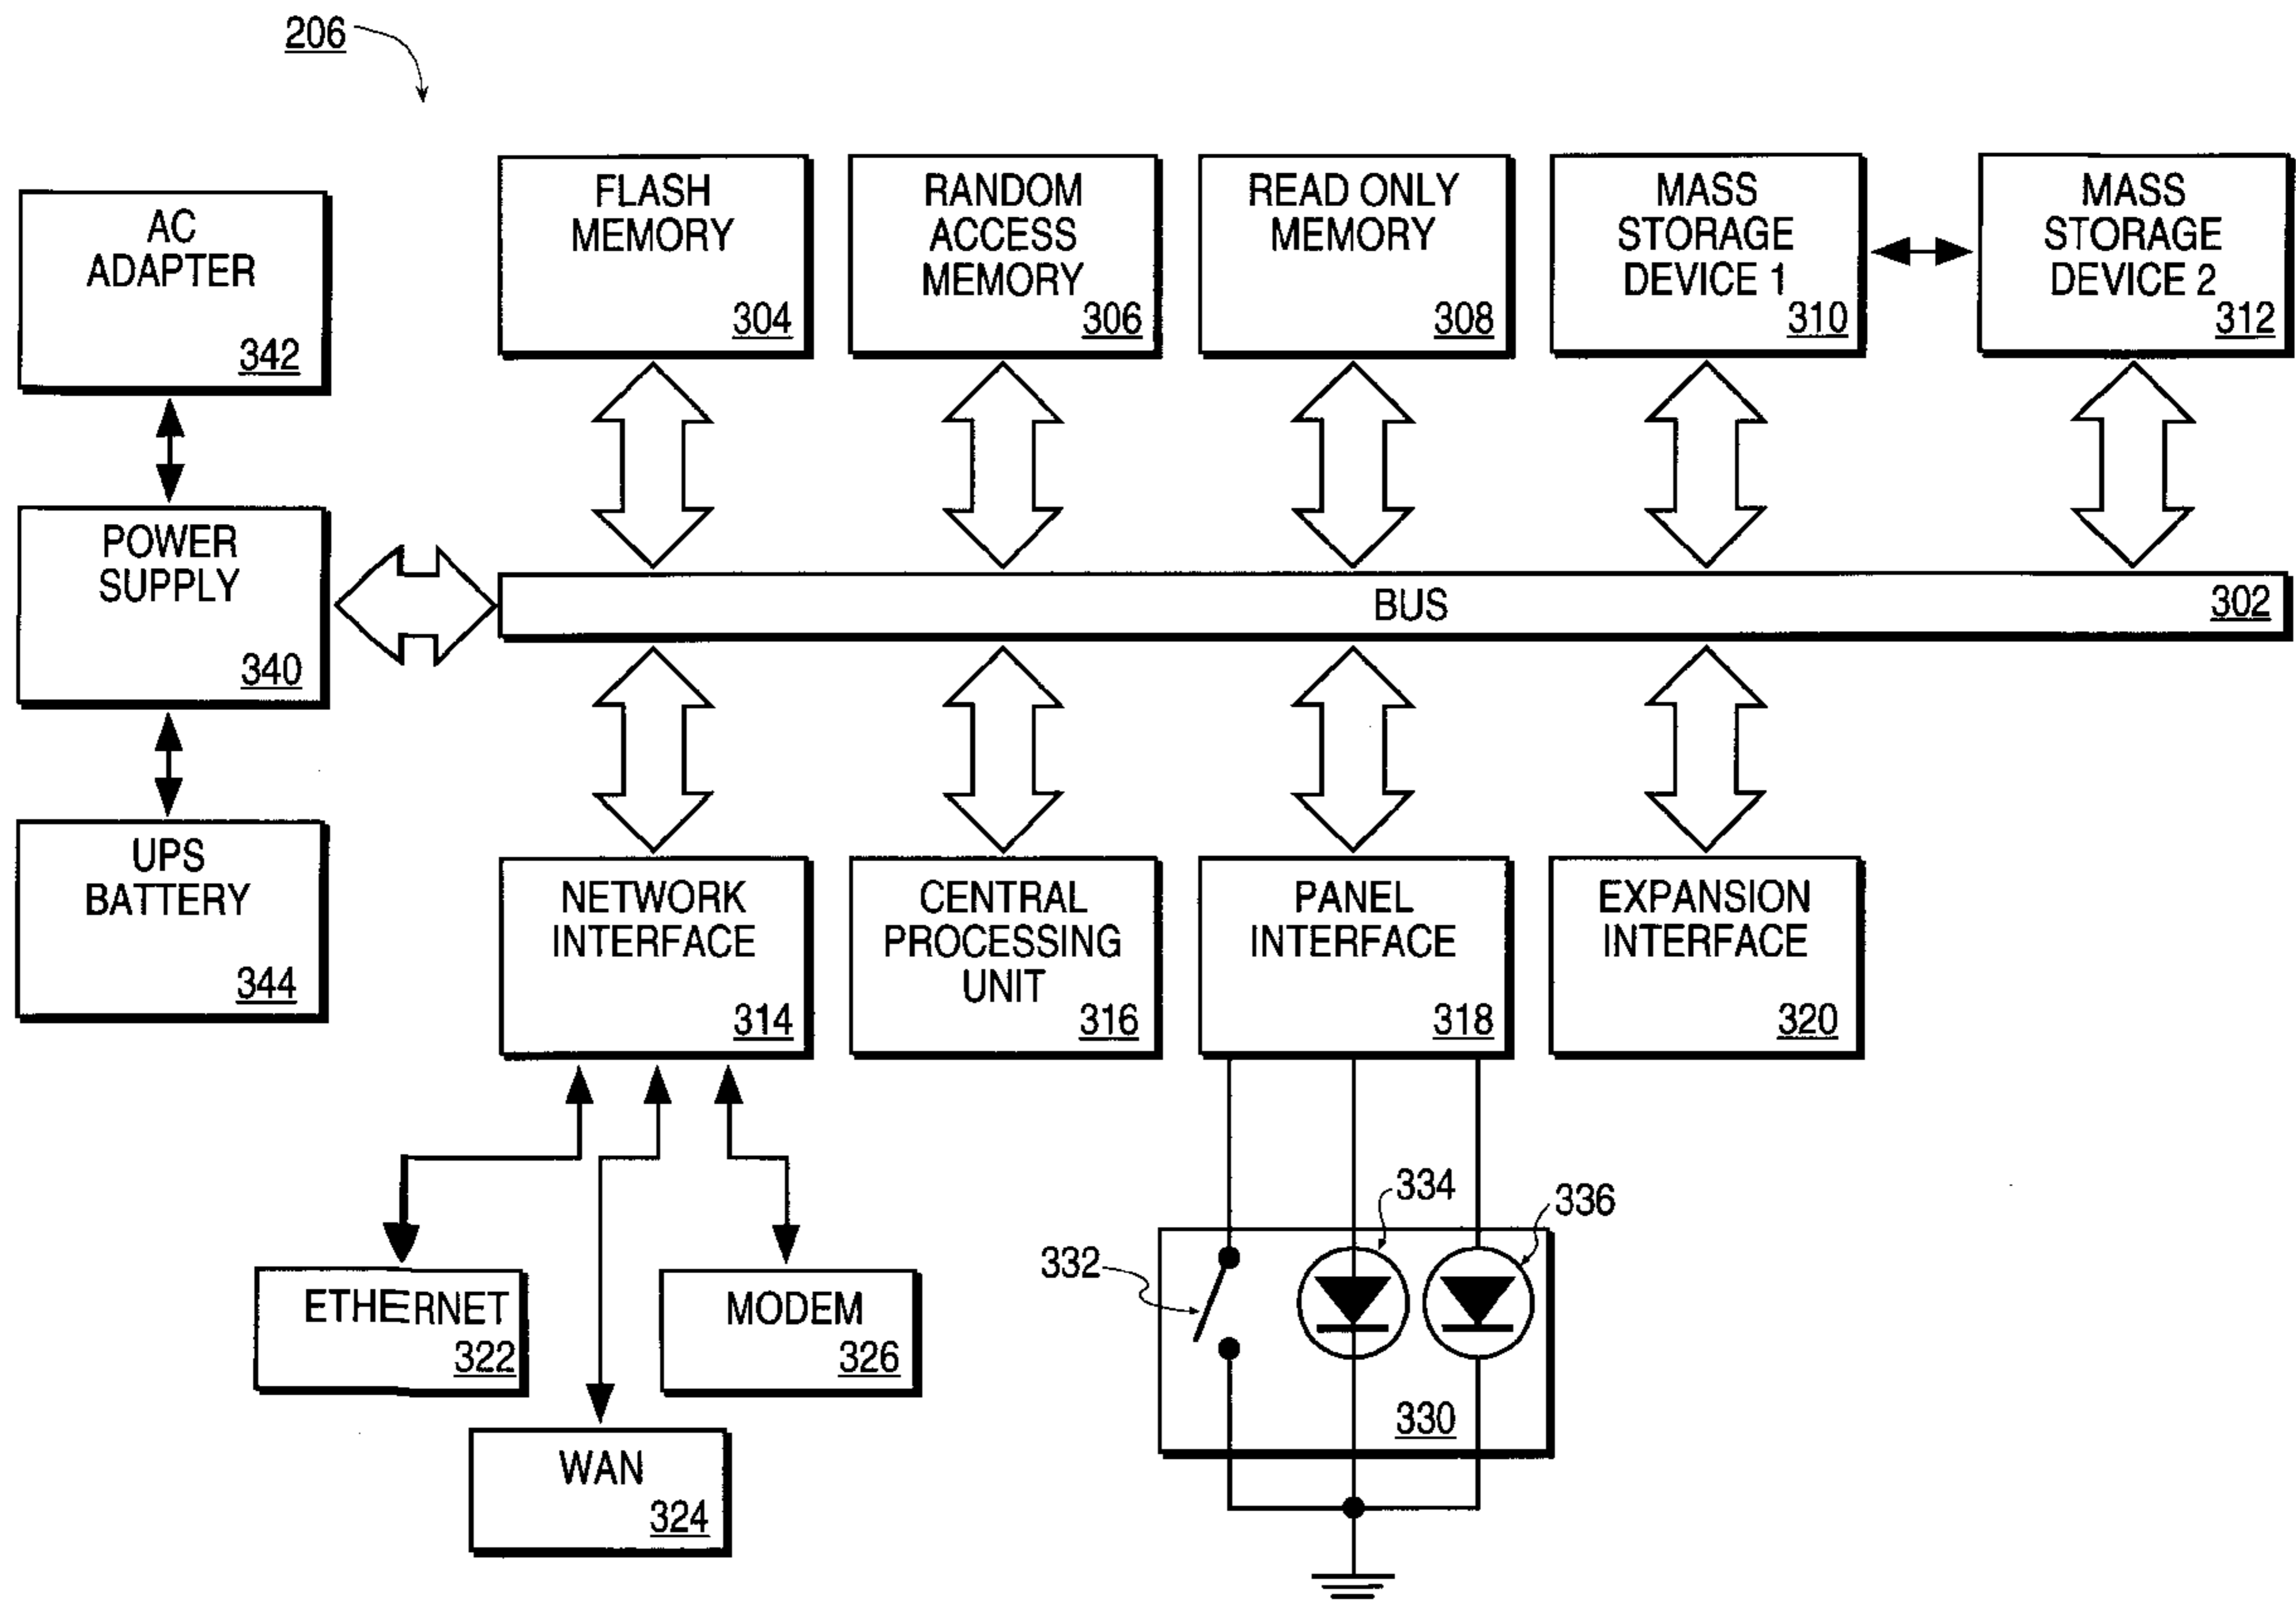 206
AC
ADAPTER
342
FLASH
MEMORY
304
RANDOM
ACCESS
MEMORY
306
READ ONLY
MEMORY
308
MASS
STORAGE
DEVICE 1
310
MASS
STORAGE
DEVICE 2
312
POWER
SUPPLY
340
BUS
302
UPS
BATTERY
344
NETWORK
INTERFACE
314
CENTRAL
PROCESSING
UNIT
316
PANEL
INTERFACE
318
EXPANSION
INTERFACE
320
ETHERNET
322
WAN
324
MODEM
326
332
334
336
330